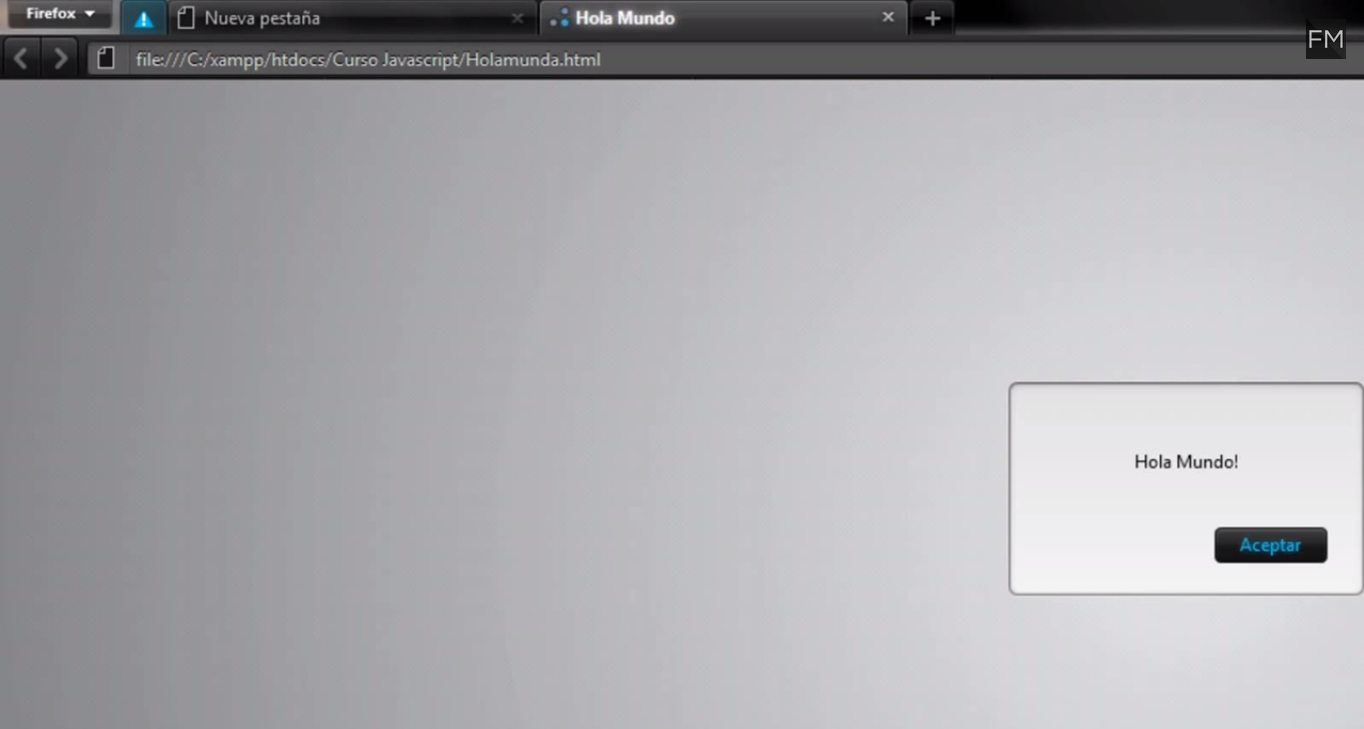 Firefox
Nueva pestaña
Hola Mundo
FM
file:///C:/xampp/htdocs/Curso Javascript/Holamunda.html
Hola Mundo!
Aceptar